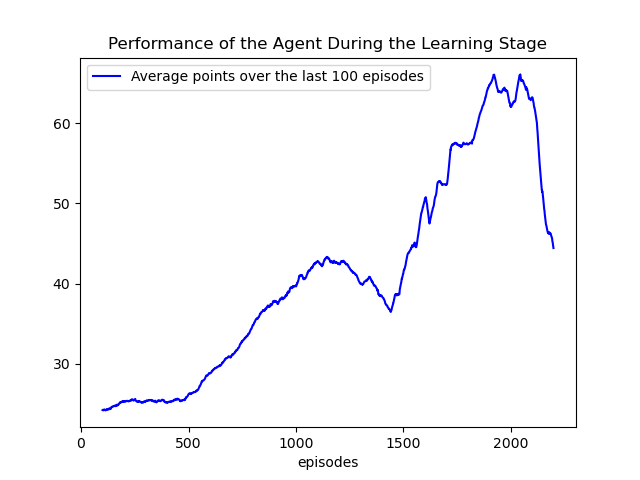 Performance of the Agent During the Learning Stage
Average points over the last 100 episodes
60
50
40
30
0 500 1000 1500 2000
episodes